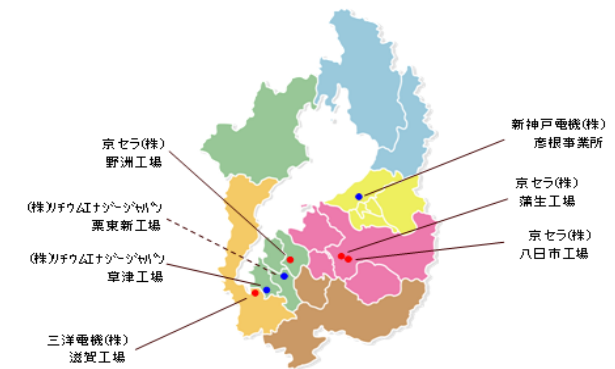 新神戸電機(株)
彦根事業所
京セラ(株)
野洲工場
京セラ(株)
蒲生工場
(株)ﾘﾁｳﾑｴﾅｼﾞｰｼﾞｬﾊﾟﾝ
栗東新工場
京セラ(株)
八日市工場
(株)ﾘﾁｳﾑｴﾅｼﾞｰｼﾞｬﾊﾟﾝ
草津工場
三洋電機(株)
滋賀工場